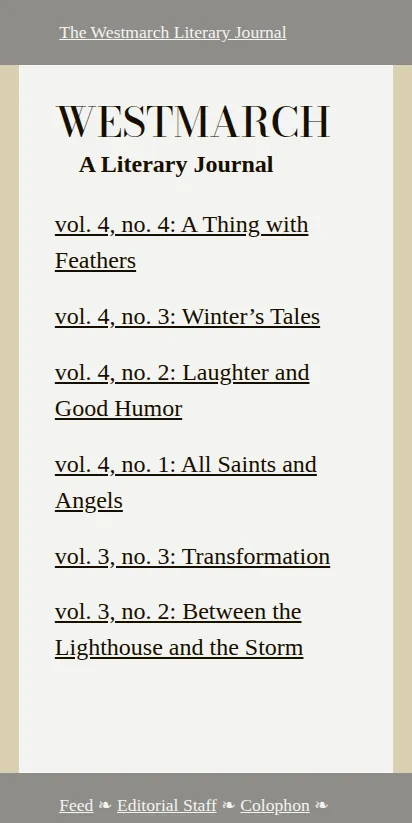 The Westmarch Literary Journal
WESTMARCH
A Literary Journal
vol. 4, no. 4: A Thing with
Feathers
vol. 4, no. 3: Winter’s Tales
vol. 4, no. 2: Laughter and
Good Humor
vol. 4, no. 1: All Saints and
Angels
vol. 3, no. 3: Transformation
vol. 3, no. 2: Between the
Lighthouse and the Storm
Feed ❧ Editorial Staff ❧ Colophon ❧